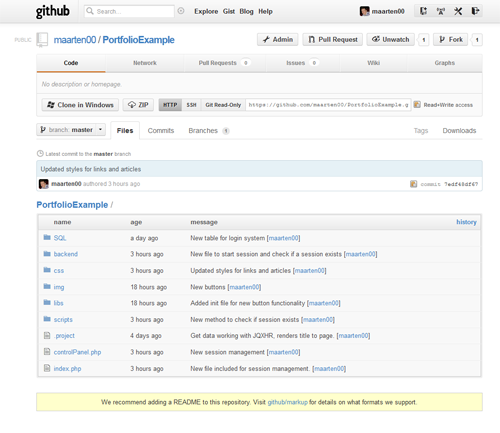 github Search... Explore Gist Blog Help maarten00
PUBLIC maarten00 / PortfolioExample Admin Pull Request Unwatch 1 Fork 1
Code Network Pull Requests 0 Issues 0 Wiki Graphs
No description or homepage.
Clone in Windows ZIP HTTP SSH Git Read-Only https://github.com/maarten00/PortfolioExample.g Read+Write access
branch: master Files Commits Branches 1 Tags Downloads
Latest commit to the master branch
Updated styles for links and articles
maarten00 authored 3 hours ago commit
PortfolioExample /
name age message history
SQL a day ago New table for login system [maarten00]
backend 3 hours ago New file to start session and check if a session exists [maarten00]
css 3 hours ago Updated styles for links and articles [maarten00]
img 18 hours ago New buttons [maarten00]
libs 18 hours ago Added init file for new button functionality [maarten00]
scripts 3 hours ago New method to check if session exists [maarten00]
.project 4 days ago Get data working with JQXHR, renders title to page. [maarten00]
controlPanel.php 3 hours ago New session management [maarten00]
index.php 3 hours ago New file included for session management. [maarten00]
We recommend adding a README to this repository. Visit github/markup for details on what formats we support.